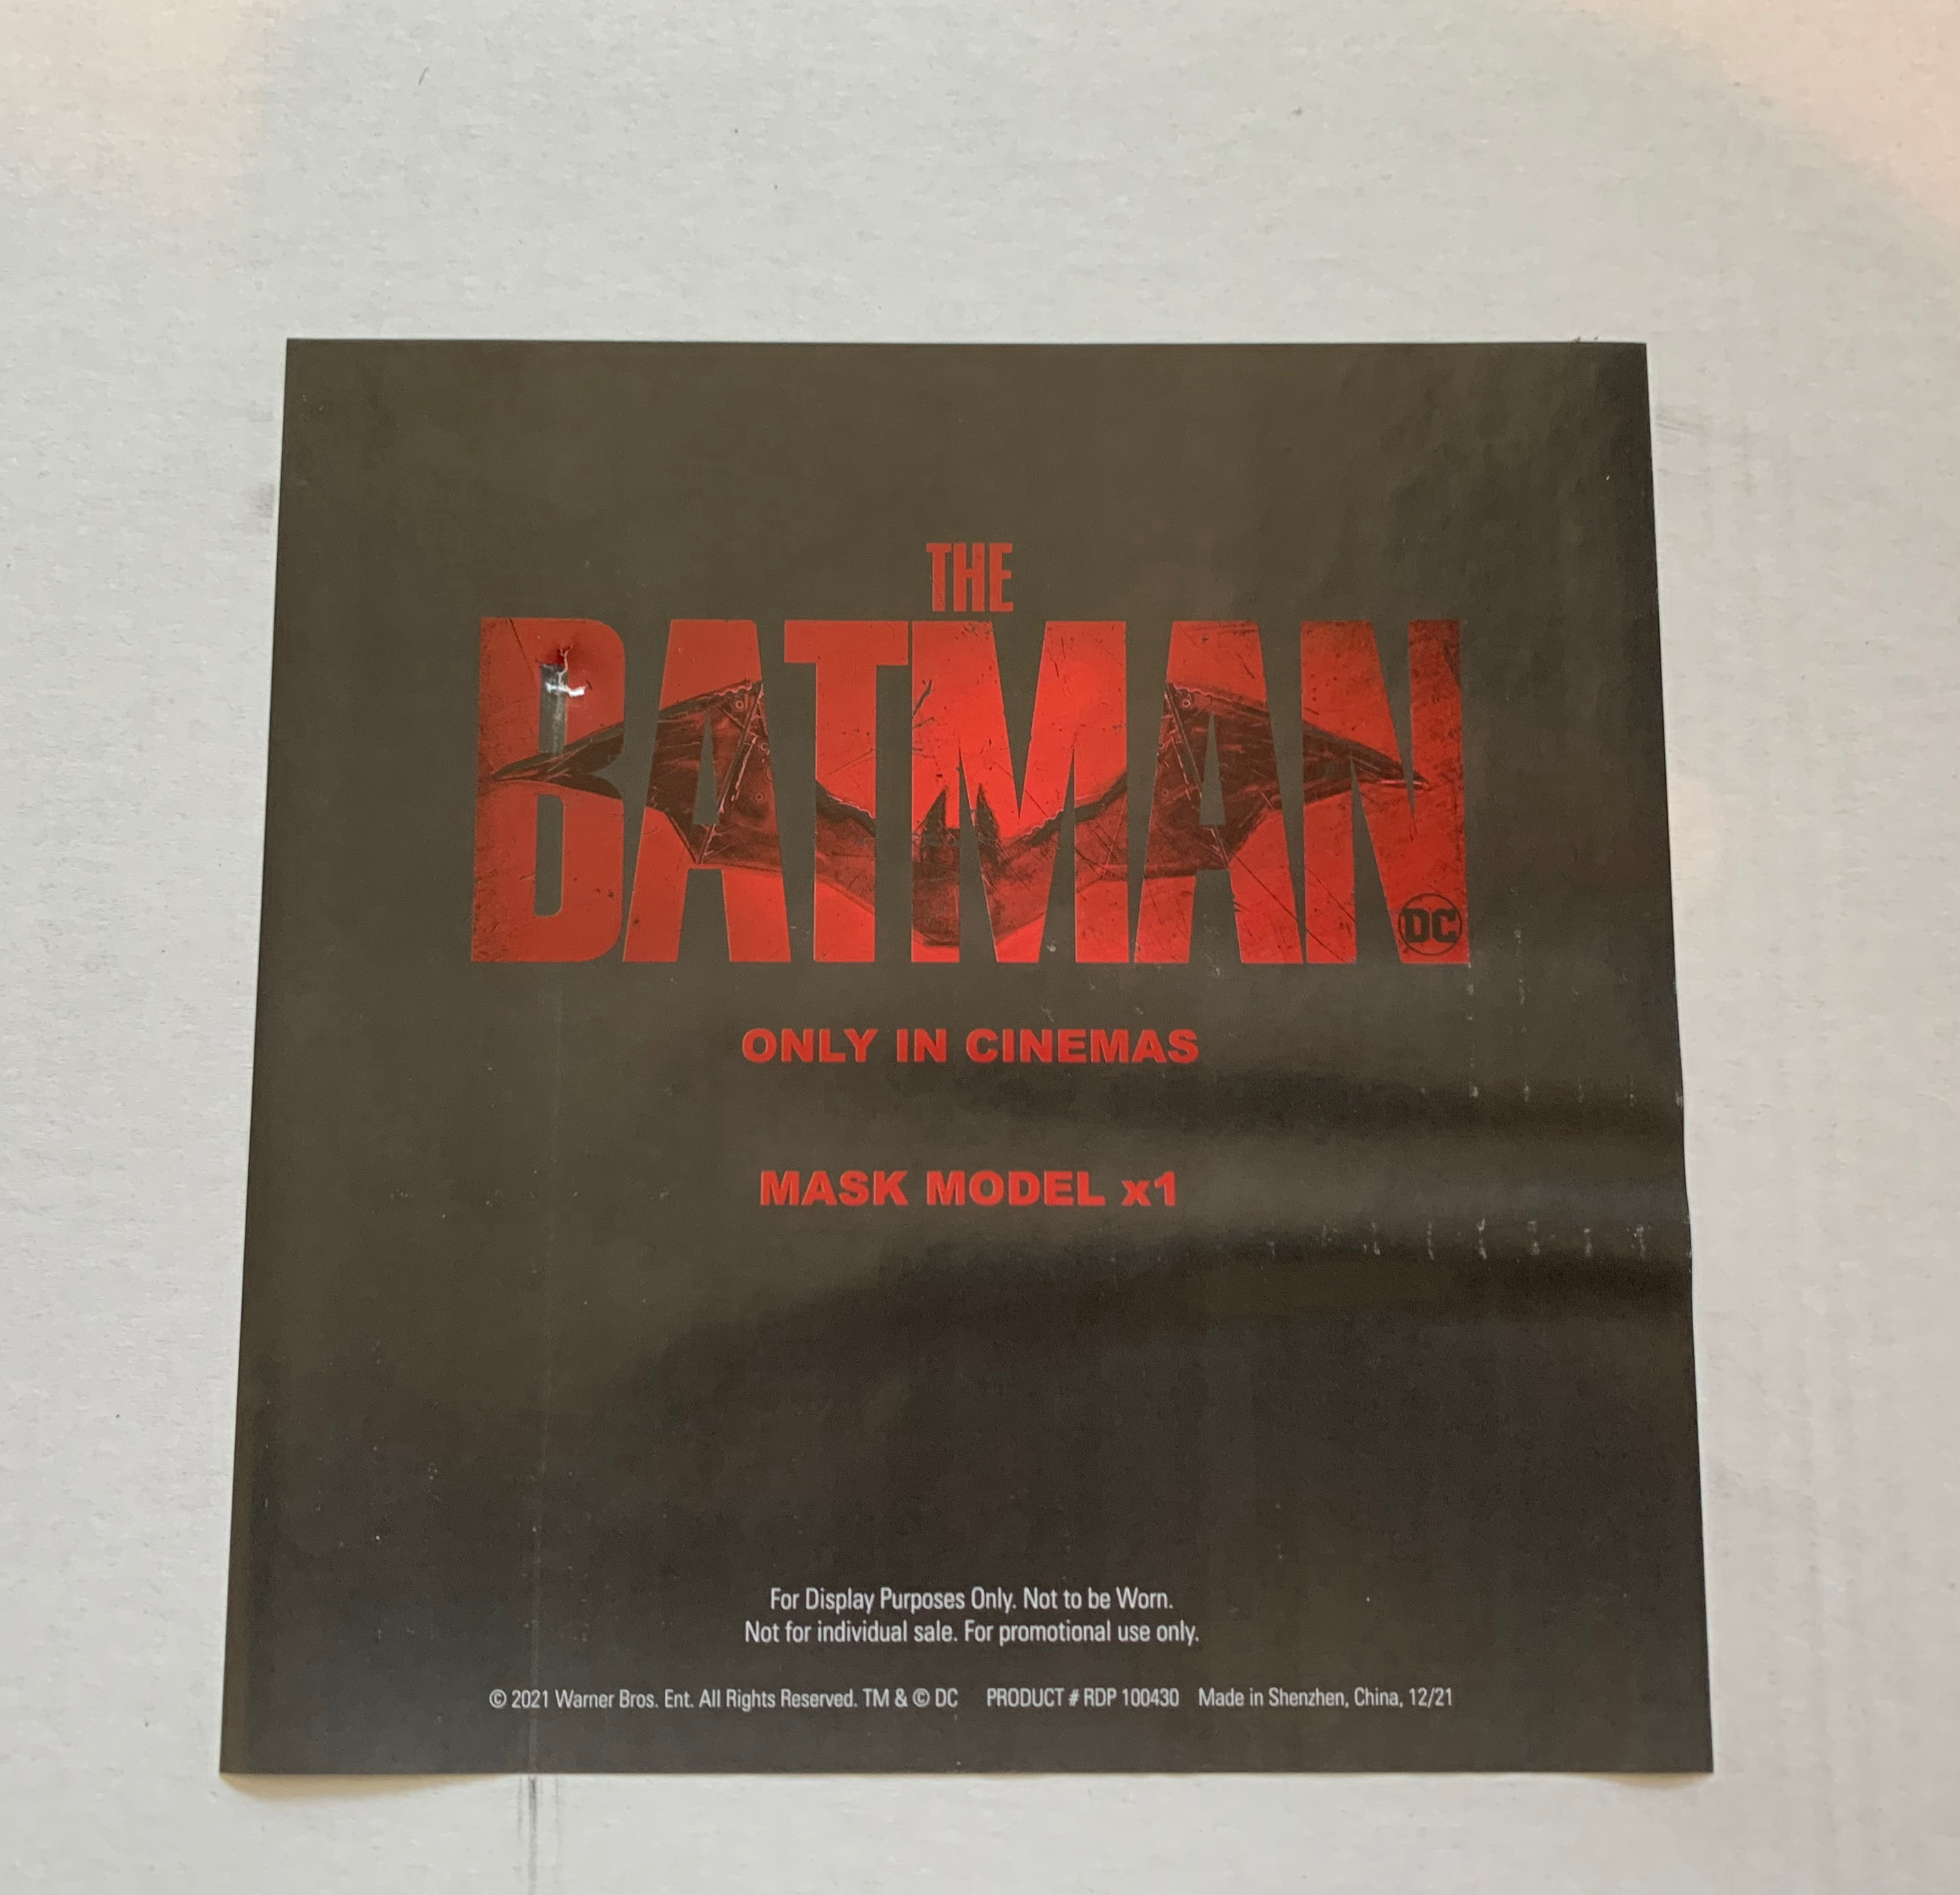 THE
BATMAN
DC
ONLY IN CINEMAS
MASK MODEL x1
For Display Purposes Only. Not to be Worn.
Not for individual sale. For promotional use only.
© 2021 Warner Bros. Ent. All Rights Reserved. TM & © DC PRODUCT # RDP 100430 Made in Shenzhen, China, 12/21